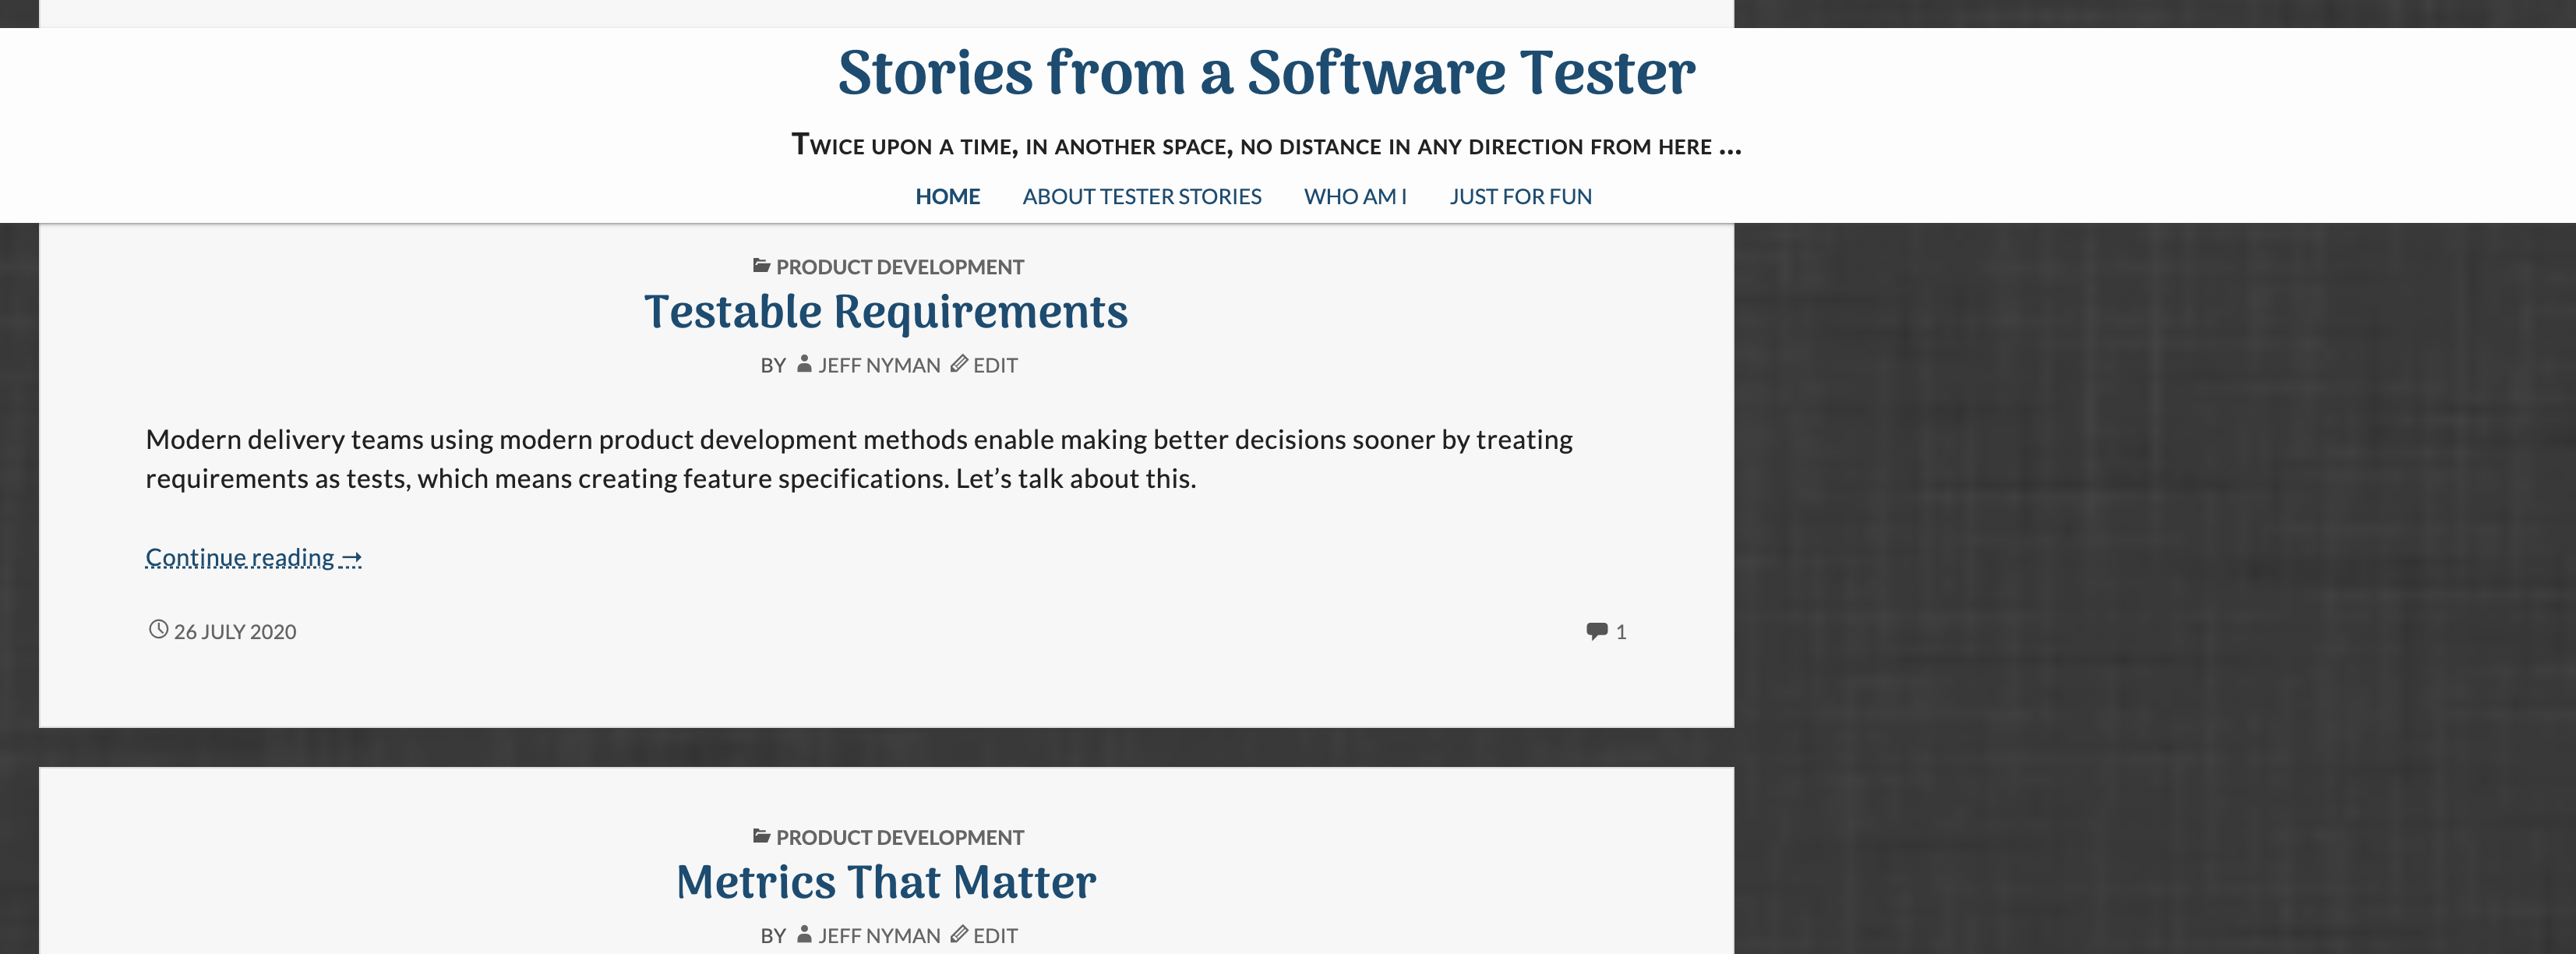 Stories from a Software Tester
Twice upon a time, in another space, no distance in any direction from here ...
HOME ABOUT TESTER STORIES WHO AM I JUST FOR FUN
PRODUCT DEVELOPMENT
Testable Requirements
BY JEFF NYMAN EDIT
Modern delivery teams using modern product development methods enable making better decisions sooner by treating
requirements as tests, which means creating feature specifications. Let’s talk about this.
Continue reading →
26 JULY 2020 1
PRODUCT DEVELOPMENT
Metrics That Matter
BY JEFF NYMAN EDIT